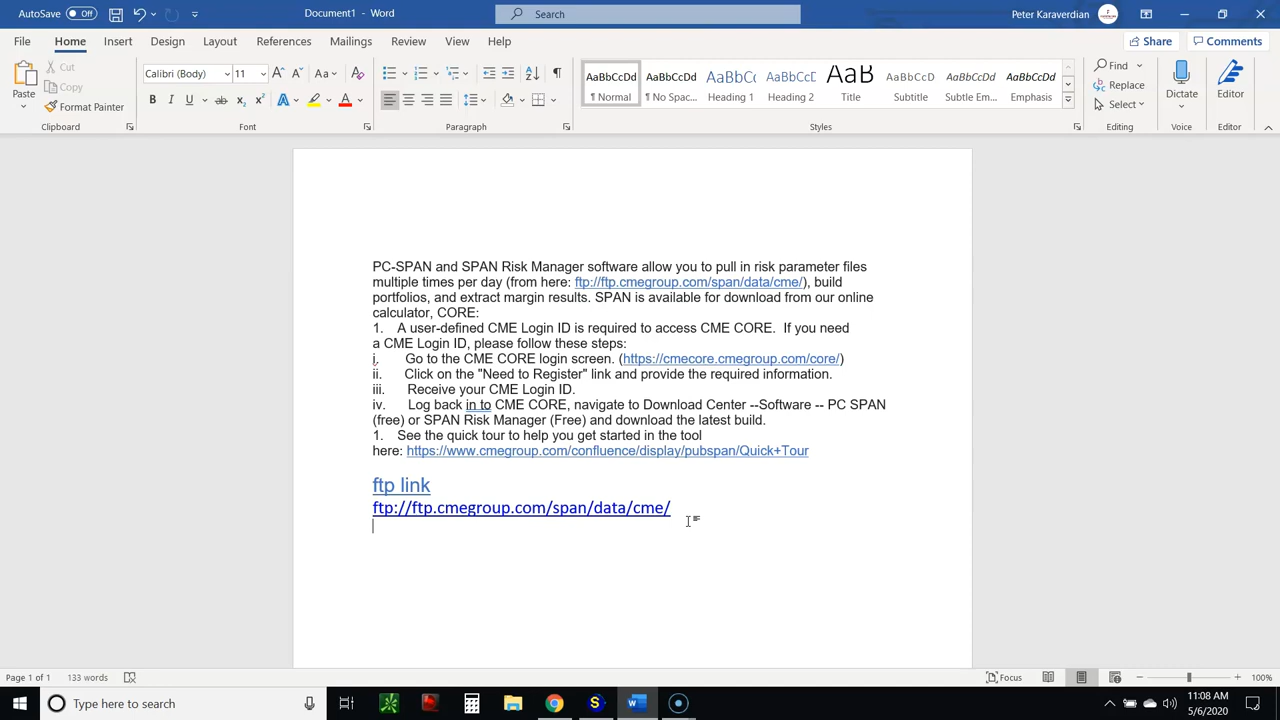 AutoSave Off Document1 - Word Search Peter Karaverdian
File Home Insert Design Layout References Mailings Review View Help Share Comments
Paste Cut Copy Format Painter
Calibri (Body) 11
AaBbCcDd AaBbCcDd AaBbCc AaBbCcC AaB AaBbCcD AaBbCcDd AaBbCcDd
¶ Normal ¶ No Spac... Heading 1 Heading 2 Title Subtitle Subtle Em... Emphasis
Find Replace Select Dictate Editor
Clipboard Font Paragraph Styles Editing Voice Editor
PC-SPAN and SPAN Risk Manager software allow you to pull in risk parameter files
multiple times per day (from here: ftp://ftp.cmegroup.com/span/data/cme/), build
portfolios, and extract margin results. SPAN is available for download from our online
calculator, CORE:
1. A user-defined CME Login ID is required to access CME CORE. If you need
a CME Login ID, please follow these steps:
i. Go to the CME CORE login screen. (https://cmecore.cmegroup.com/core/)
ii. Click on the "Need to Register" link and provide the required information.
iii. Receive your CME Login ID.
iv. Log back in to CME CORE, navigate to Download Center --Software -- PC SPAN
(free) or SPAN Risk Manager (Free) and download the latest build.
1. See the quick tour to help you get started in the tool
here: https://www.cmegroup.com/confluence/display/pubspan/Quick+Tour
ftp link
ftp://ftp.cmegroup.com/span/data/cme/
Page 1 of 1 133 words Focus 100%
Type here to search 11:08 AM
5/6/2020